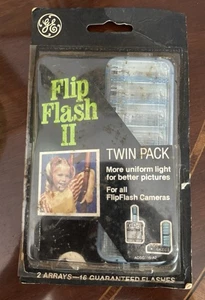 GE
Flip
Flash
II
TWIN PACK
More uniform light
for better pictures
For all
FlipFlash Cameras
2 ARRAYS—16 GUARANTEED FLASHES